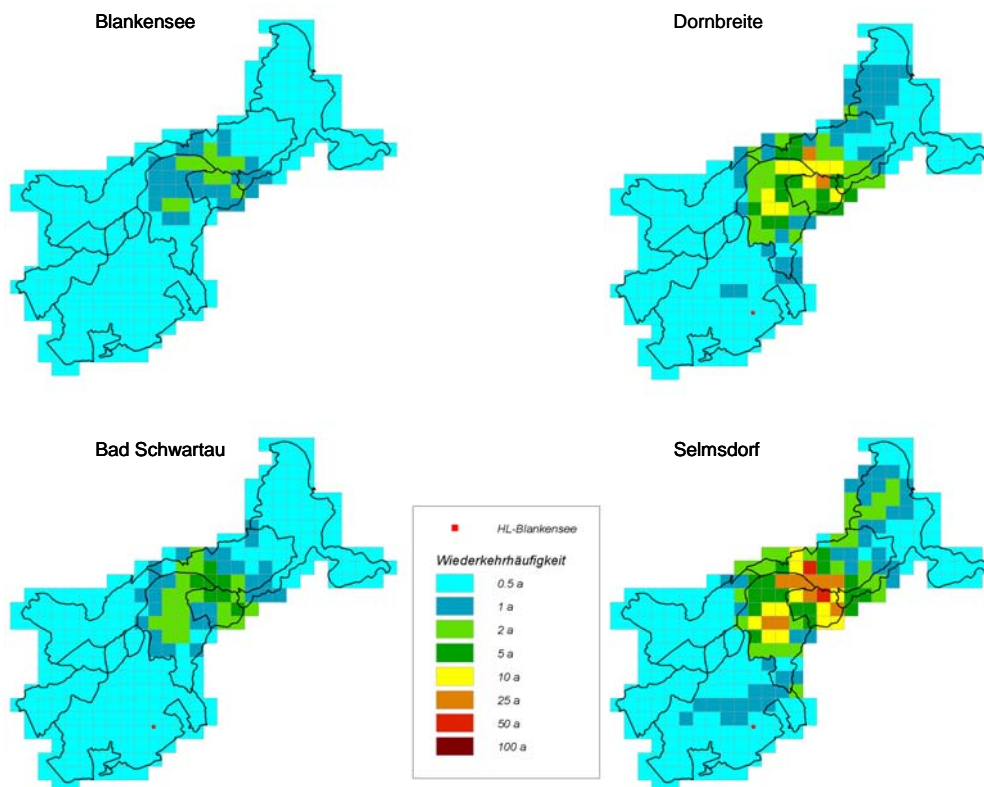 Blankensee
Dornbreite
Bad Schwartau
Selmsdorf
HL-Blankensee
Wiederkehrhäufigkeit
0.5 a
1 a
2 a
5 a
10 a
25 a
50 a
100 a